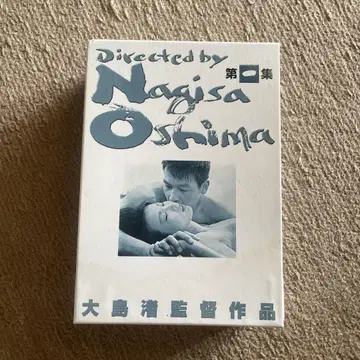 Directed by
Nagisa
第一集
Oshima
大島渚監督作品